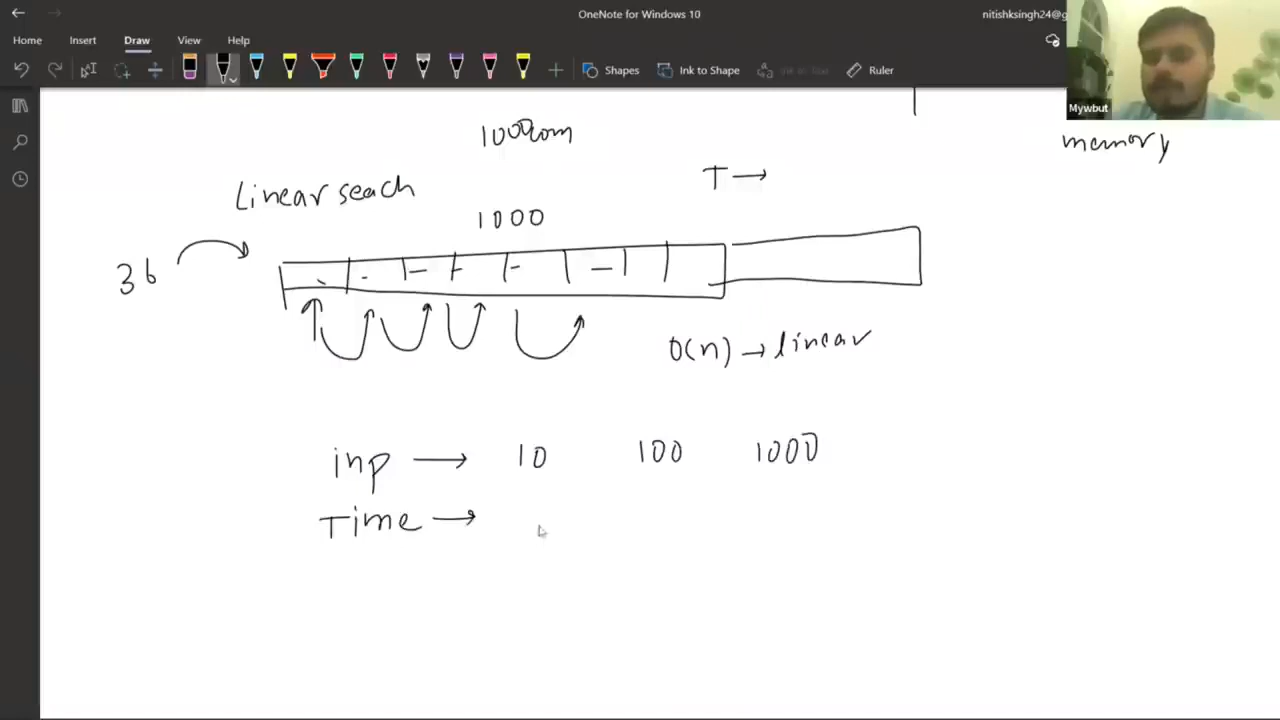 OneNote for Windows 10
nitishksingh24@g
Home Insert Draw View Help
Shapes Ink to Shape Ruler
Mywbut
memory
T →
Linear seach
1000
36
O(n) → linear
inp → 10 100 1000
Time →